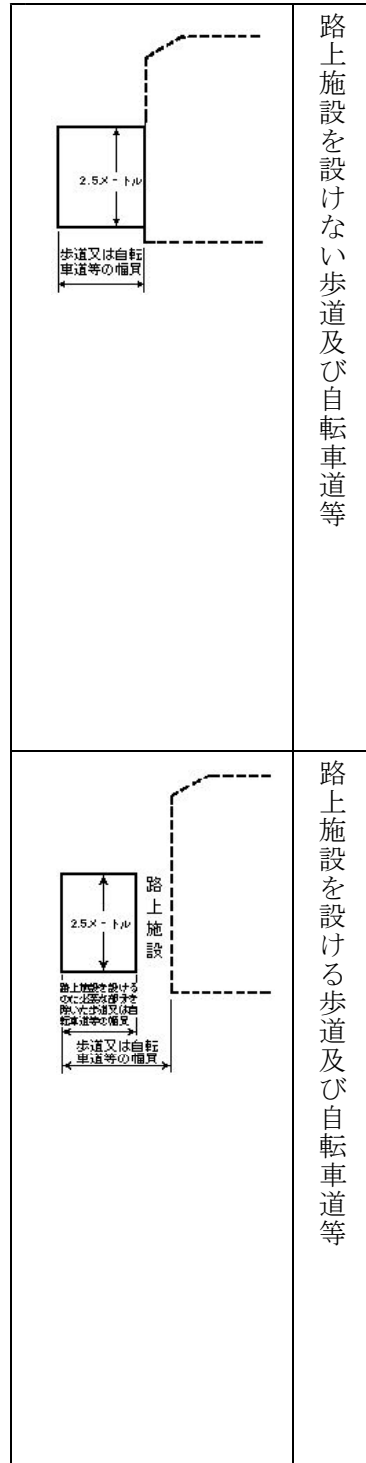 路上施設を設けない歩道及び自転車道等
2.5メートル
歩道又は自転
車道等の幅員
路上施設を設ける歩道及び自転車道等
2.5メートル
路上施設
路上施設を設ける
のに必要な部分を
除いた歩道又は自
転車道等の幅員
歩道又は自転
車道等の幅員